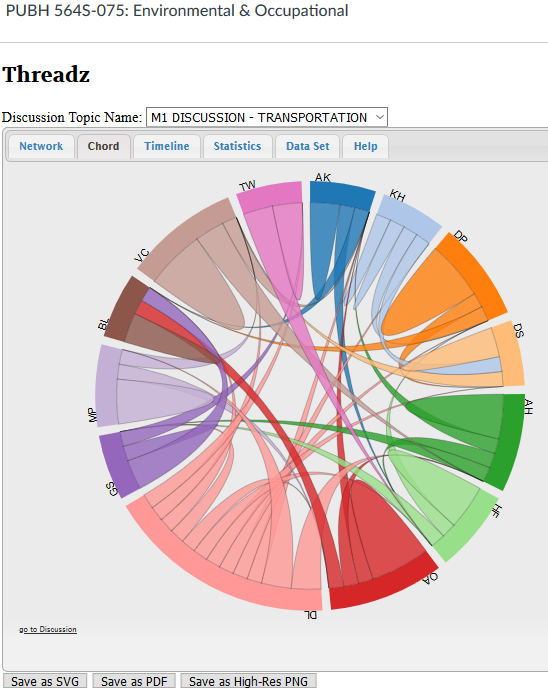 PUBH 564S-075: Environmental & Occupational
Threadz
Discussion Topic Name: M1 DISCUSSION - TRANSPORTATION
Network Chord Timeline Statistics Data Set Help
TW
AK
KH
DP
DS
AH
HF
OA
DL
GS
MP
BL
VC
go to Discussion
Save as SVG Save as PDF Save as High-Res PNG